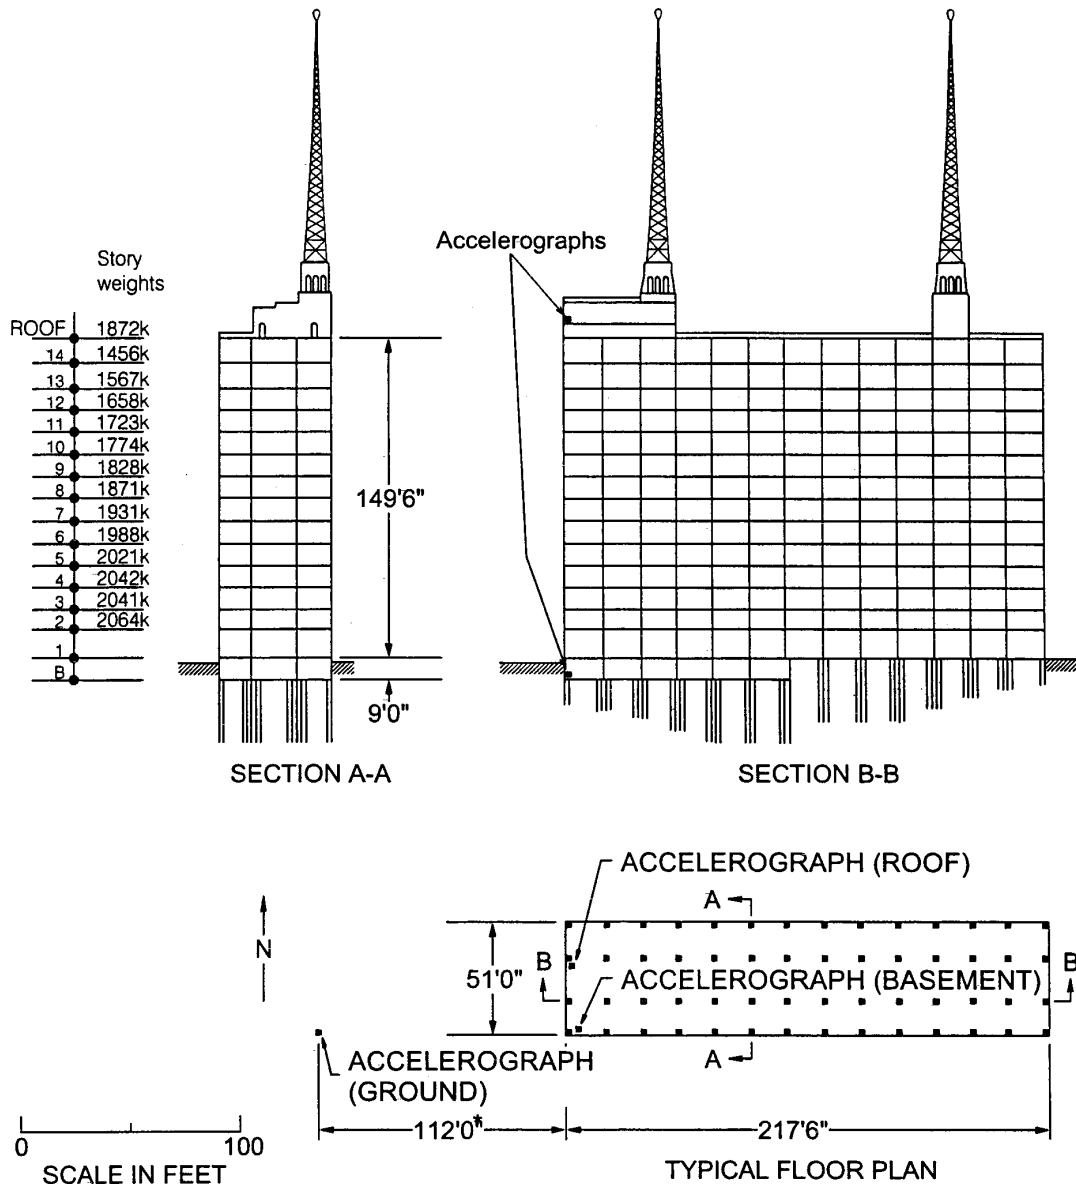 Accelerographs
Story
weights
ROOF 1872k
14 1456k
13 1567k
12 1658k
11 1723k
10 1774k
9 1828k
8 1871k
7 1931k
6 1988k
5 2021k
4 2042k
3 2041k
2 2064k
1
B
149'6"
9'0"
SECTION A-A
SECTION B-B
ACCELEROGRAPH (ROOF)
A
N
51'0"
B
B
ACCELEROGRAPH (BASEMENT)
A
ACCELEROGRAPH
(GROUND)
112'0"
217'6"
0 100
SCALE IN FEET
TYPICAL FLOOR PLAN